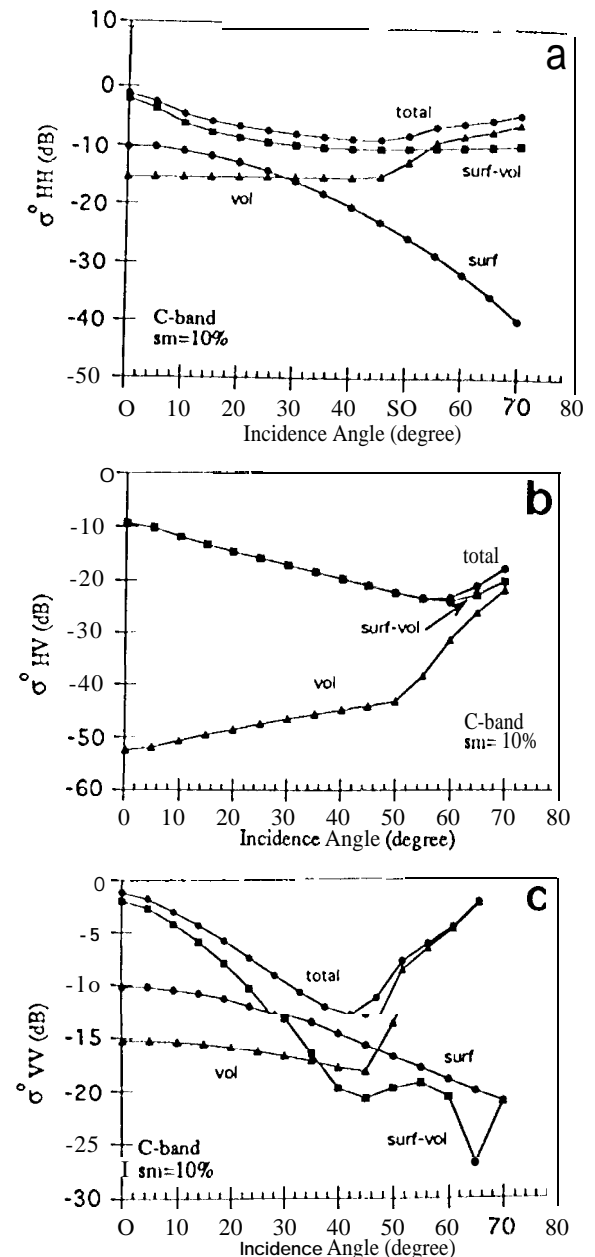 10
a
0
total
-10
surf-vol
vol
-20
σ° HH (dB)
surf
-30
-40
C-band
sm=10%
-50
O 10 20 30 40 SO 60 70 80
Incidence Angle (degree)
O
b
-10
total
-20
surf-vol
-30
σ° HV (dB)
vol
-40
C-band
sm= 10%
-50
-60
0 10 20 30 40 50 60 70 80
Incidence Angle (degree)
0
c
-5
total
-1o
-15
σ° VV (dB)
surf
vol
-20
surf-vol
-25
C-band
I sm=10%
-30
O 10 20 30 40 50 60 70 80
Incidence Angle (degree)